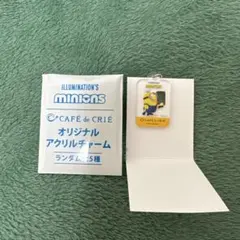 ILLUMINATION'S
minions
CAFÉ de CRIÉ
オリジナル
アクリルチャーム
ランダム 全5種